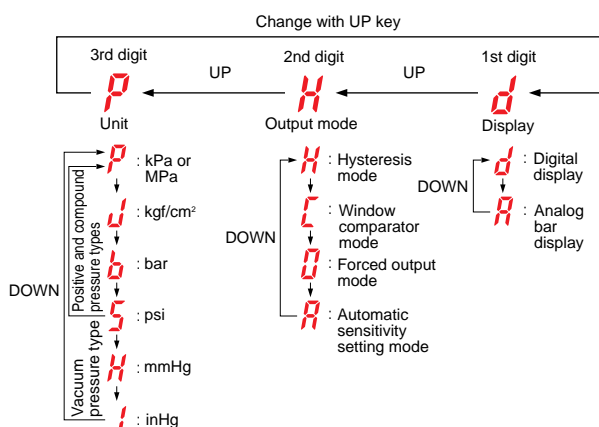 Change with UP key
3rd digit
2nd digit
1st digit
UP
UP
P
H
d
Unit
Output mode
Display
P : kPa or
MPa
J : kgf/cm²
b : bar
5 : psi
H : mmHg
i : inHg
DOWN
Positive and compound
pressure types
Vacuum
pressure type
H : Hysteresis
mode
C : Window
comparator
mode
0 : Forced output
mode
A : Automatic
sensitivity
setting mode
DOWN
d : Digital
display
A : Analog
bar display
DOWN